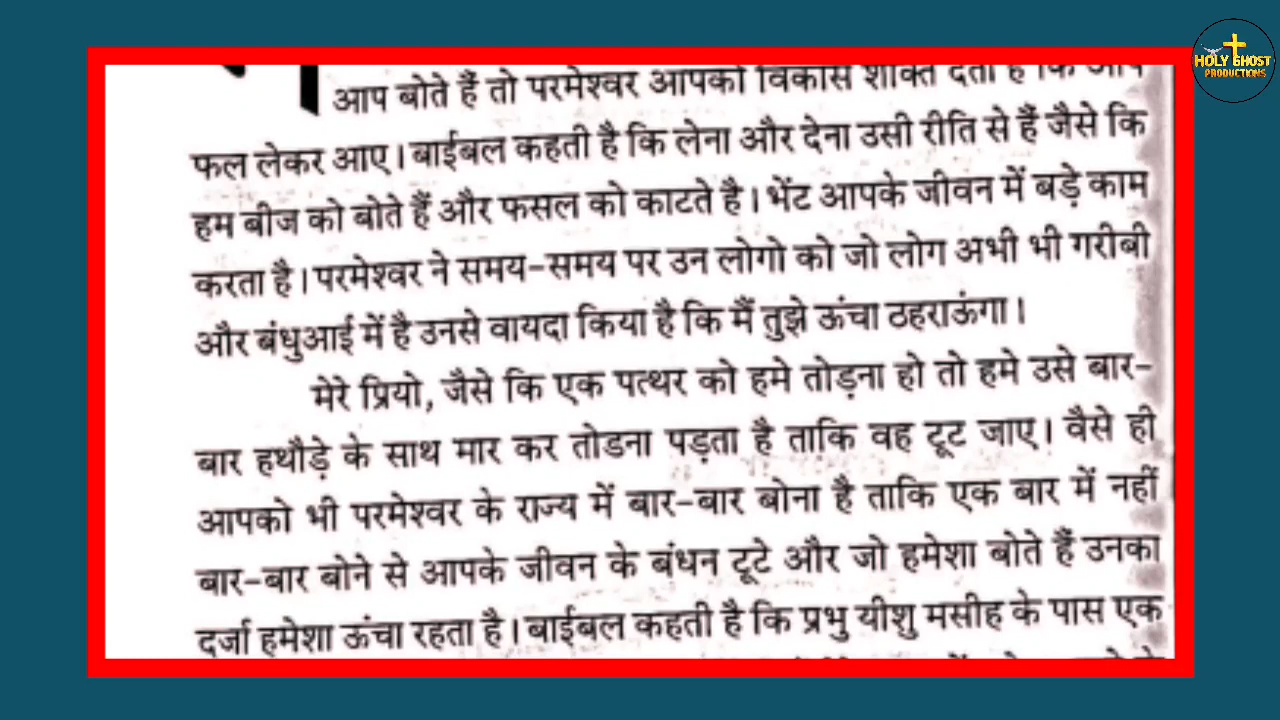 आप बोते हैं तो परमेश्वर आपको विकास शक्ति देता है कि आप
फल लेकर आए। बाईबल कहती है कि लेना और देना उसी रीति से हैं जैसे कि
हम बीज को बोते हैं और फसल को काटते है। भेंट आपके जीवन में बड़े काम
करता है। परमेश्वर ने समय-समय पर उन लोगो को जो लोग अभी भी गरीबी
और बंधुआई में है उनसे वायदा किया है कि मैं तुझे ऊंचा ठहराऊंगा।
मेरे प्रियो, जैसे कि एक पत्थर को हमे तोड़ना हो तो हमे उसे बार-
बार हथौड़े के साथ मार कर तोडना पड़ता है ताकि वह टूट जाए। वैसे ही
आपको भी परमेश्वर के राज्य में बार-बार बोना है ताकि एक बार में नहीं
बार-बार बोने से आपके जीवन के बंधन टूटे और जो हमेशा बोते हैं उनका
दर्जा हमेशा ऊंचा रहता है। बाईबल कहती है कि प्रभु यीशु मसीह के पास एक
HOLY GHOST
PRODUCTIONS